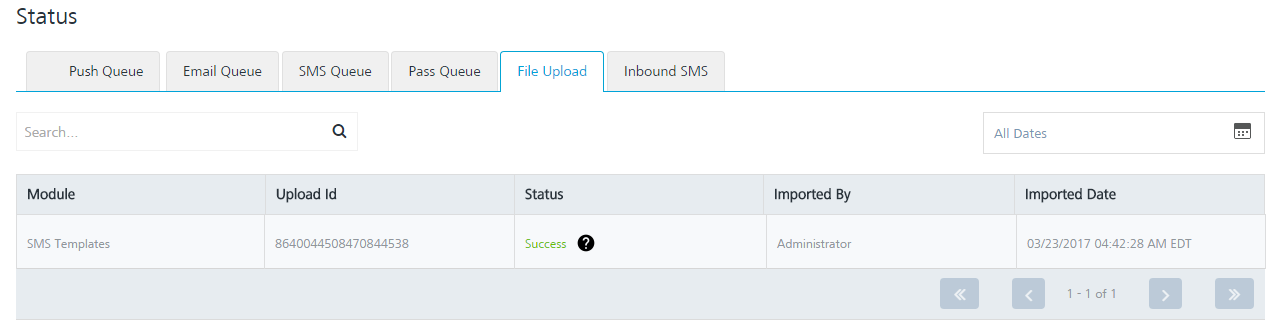 Status
Push Queue Email Queue SMS Queue Pass Queue File Upload Inbound SMS
Search... All Dates
Module Upload Id Status Imported By Imported Date
SMS Templates 8640044508470844538 Success ? Administrator 03/23/2017 04:42:28 AM EDT
1 - 1 of 1